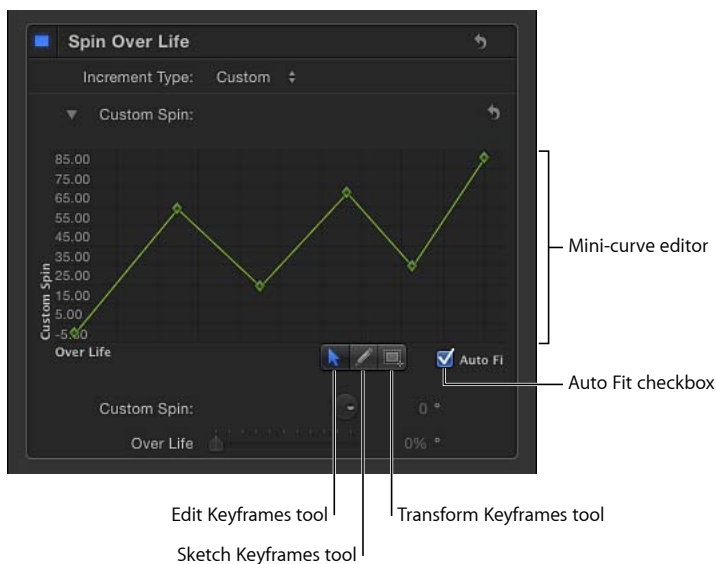 Spin Over Life
Increment Type: Custom
Custom Spin:
85.00
75.00
65.00
55.00
45.00
35.00
25.00
15.00
5.00
-5.00
Custom Spin
Over Life
Auto Fi
Mini-curve editor
Auto Fit checkbox
Custom Spin: 0 °
Over Life 0% °
Edit Keyframes tool
Transform Keyframes tool
Sketch Keyframes tool